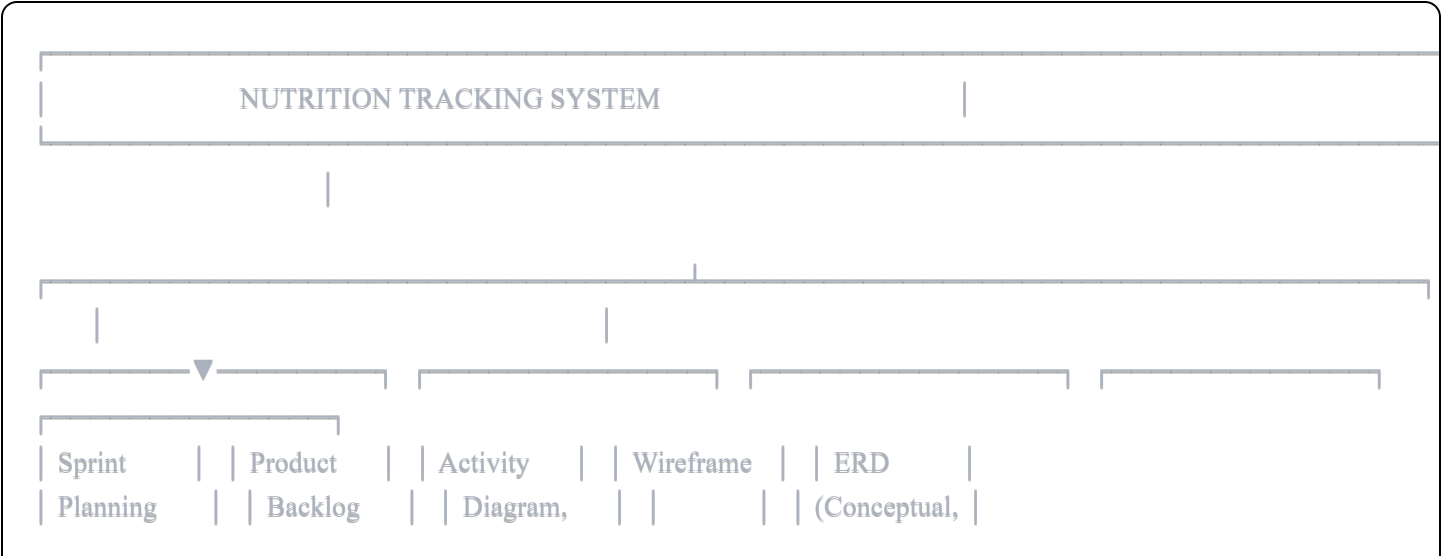 NUTRITION TRACKING SYSTEM
Sprint Product Activity Wireframe ERD
Planning Backlog Diagram, (Conceptual,